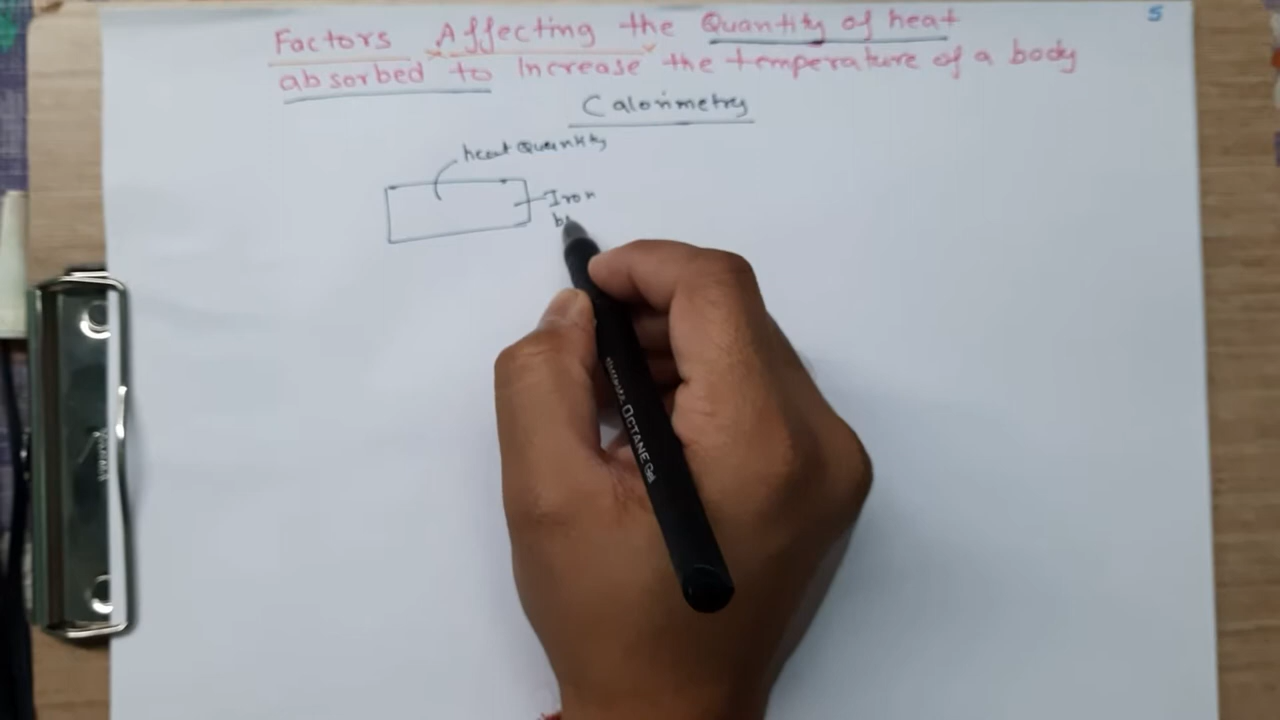 5
Factors Affecting the Quantity of heat
absorbed to Increase the temperature of a body
Calorimetry
heat Quantity
Iron
b
OCTANE Gel